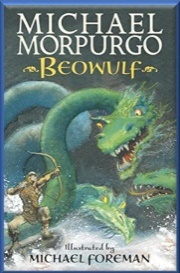 MICHAEL
MORPURGO
BEOWULF
Illustrated by
MICHAEL FOREMAN